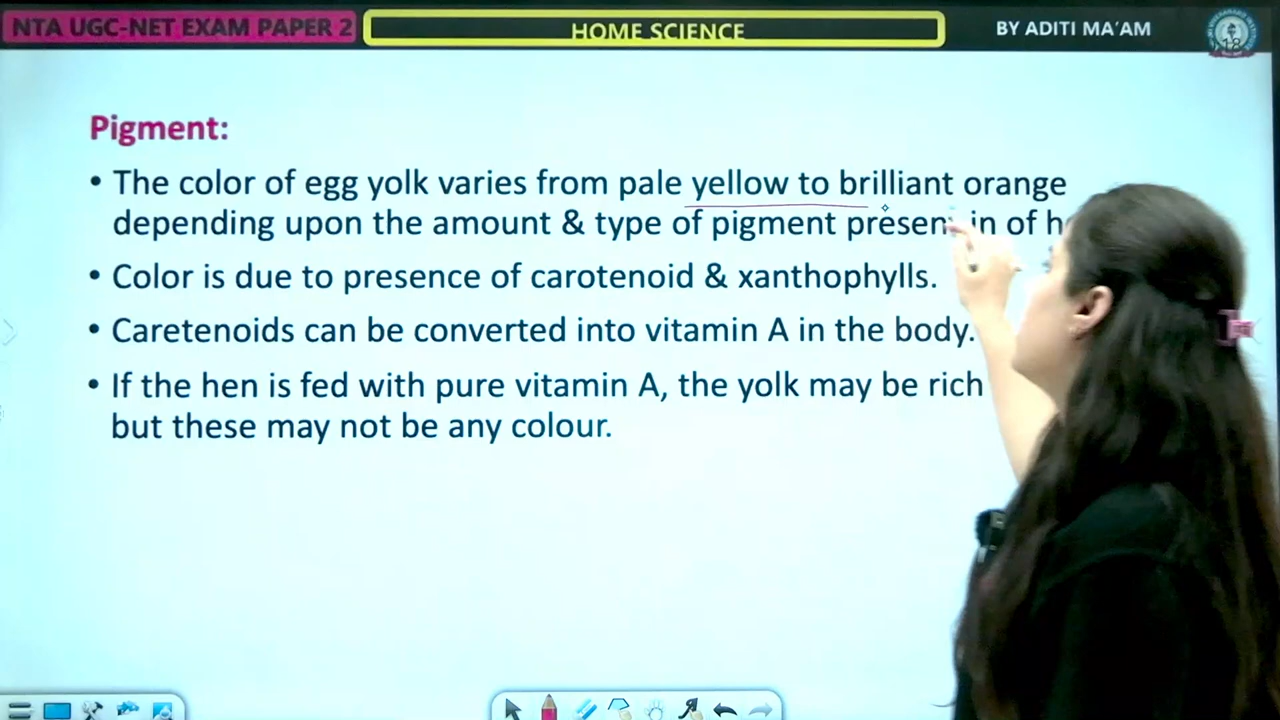 NTA UGC-NET EXAM PAPER 2
HOME SCIENCE
BY ADITI MA'AM
Pigment:
• The color of egg yolk varies from pale yellow to brilliant orange
depending upon the amount & type of pigment present in of
• Color is due to presence of carotenoid & xanthophylls.
• Caretenoids can be converted into vitamin A in the body.
• If the hen is fed with pure vitamin A, the yolk may be rich
but these may not be any colour.